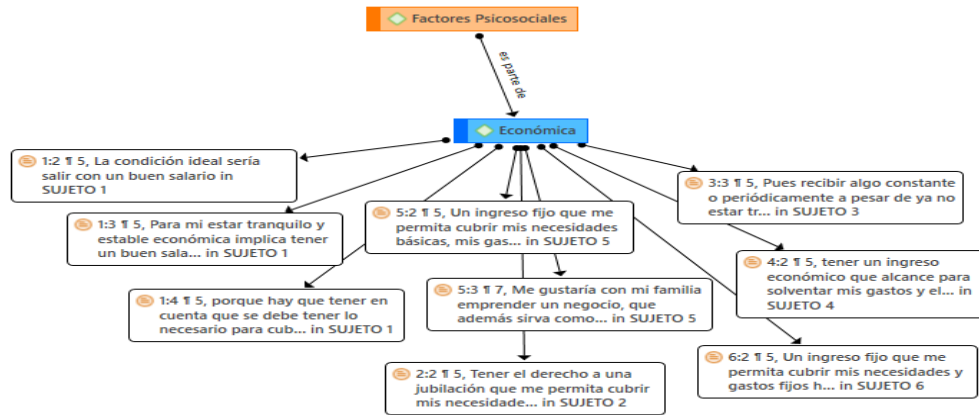 Factores Psicosociales
es parte de
Económica
1:2 ¶ 5, La condición ideal sería
salir con un buen salario in
SUJETO 1
1:3 ¶ 5, Para mi estar tranquilo y
estable económica implica tener
un buen sala... in SUJETO 1
1:4 ¶ 5, porque hay que tener en
cuenta que se debe tener lo
necesario para cub... in SUJETO 1
5:2 ¶ 5, Un ingreso fijo que me
permita cubrir mis necesidades
básicas, mis gas... in SUJETO 5
5:3 ¶ 7, Me gustaría con mi familia
emprender un negocio, que
además sirva como... in SUJETO 5
2:2 ¶ 5, Tener el derecho a una
jubilación que me permita cubrir
mis necesidade... in SUJETO 2
3:3 ¶ 5, Pues recibir algo constante
o periódicamente a pesar de ya no
estar tr... in SUJETO 3
4:2 ¶ 5, tener un ingreso
económico que alcance para
solventar mis gastos y el... in
SUJETO 4
6:2 ¶ 5, Un ingreso fijo que me
permita cubrir mis necesidades y
gastos fijos h... in SUJETO 6